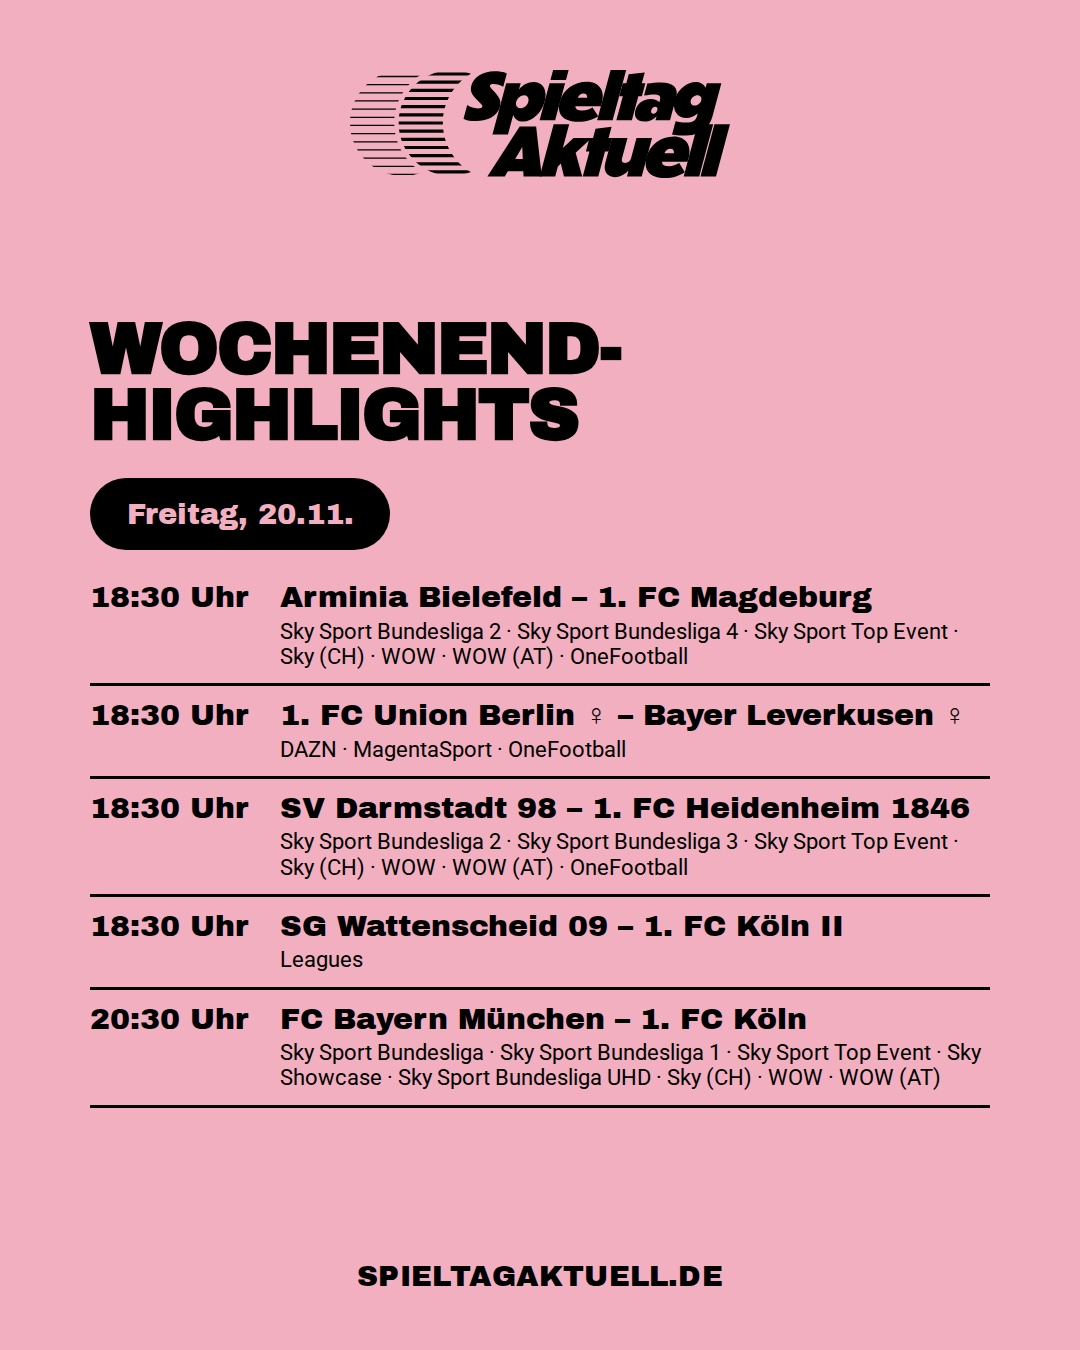 Spieltag
Aktuell
WOCHENEND-
HIGHLIGHTS
Freitag, 20.11.
18:30 Uhr Arminia Bielefeld – 1. FC Magdeburg
Sky Sport Bundesliga 2 · Sky Sport Bundesliga 4 · Sky Sport Top Event ·
Sky (CH) · WOW · WOW (AT) · OneFootball
18:30 Uhr 1. FC Union Berlin ♀ – Bayer Leverkusen ♀
DAZN · MagentaSport · OneFootball
18:30 Uhr SV Darmstadt 98 – 1. FC Heidenheim 1846
Sky Sport Bundesliga 2 · Sky Sport Bundesliga 3 · Sky Sport Top Event ·
Sky (CH) · WOW · WOW (AT) · OneFootball
18:30 Uhr SG Wattenscheid 09 – 1. FC Köln II
Leagues
20:30 Uhr FC Bayern München – 1. FC Köln
Sky Sport Bundesliga · Sky Sport Bundesliga 1 · Sky Sport Top Event · Sky
Showcase · Sky Sport Bundesliga UHD · Sky (CH) · WOW · WOW (AT)
SPIELTAGAKTUELL.DE